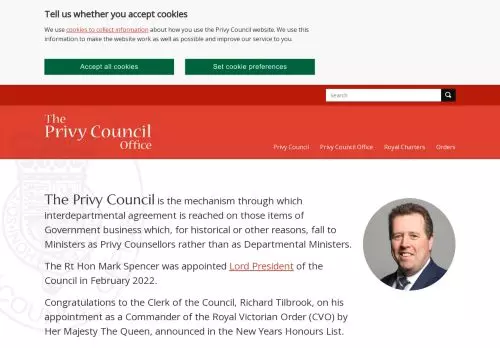 Tell us whether you accept cookies
We use cookies to collect information about how you use the Privy Council website. We use this
information to make the website work as well as possible and improve our service to you.
Accept all cookies
Set cookie preferences
search
The
Privy Council
Office
Privy Council
Privy Council Office
Royal Charters
Orders
The Privy Council is the mechanism through which
interdepartmental agreement is reached on those items of
Government business which, for historical or other reasons, fall to
Ministers as Privy Counsellors rather than as Departmental Ministers.
The Rt Hon Mark Spencer was appointed Lord President of the
Council in February 2022.
Congratulations to the Clerk of the Council, Richard Tilbrook, on his
appointment as a Commander of the Royal Victorian Order (CVO) by
Her Majesty The Queen, announced in the New Years Honours List.